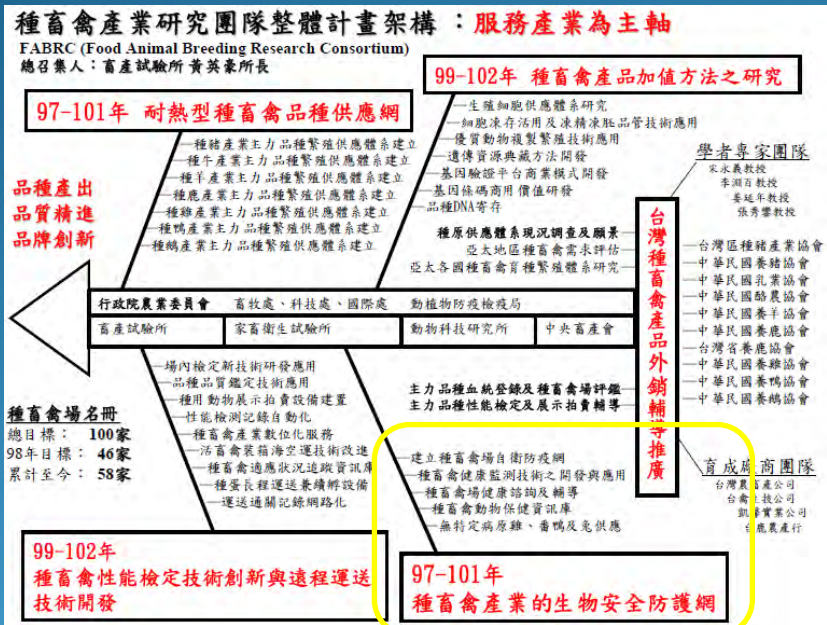 種畜禽產業研究團隊整體計畫架構 ：服務產業為主軸
FABRC (Food Animal Breeding Research Consortium)
總召集人：畜產試驗所 黃英豪所長
97-101年 耐熱型種畜禽品種供應網
種豬產業主力品種繁殖供應體系建立
種牛產業主力品種繁殖供應體系建立
種羊產業主力品種繁殖供應體系建立
種鹿產業主力品種繁殖供應體系建立
種雞產業主力品種繁殖供應體系建立
種鴨產業主力品種繁殖供應體系建立
種鵝產業主力品種繁殖供應體系建立
品種產出
品質精進
品牌創新
99-102年 種畜禽產品加值方法之研究
生殖細胞供應體系研究
細胞凍存活用及凍精凍胚品管技術應用
優質動物複製繁殖技術應用
遺傳資源典藏方法開發
基因驗證平台商業模式開發
基因條碼商用價值研發
品種DNA寄存
種原供應體系現況調查及願景
亞太地區種畜禽需求評估
亞太各國種畜禽育種繁殖體系研究
學者專家團隊
宋永義教授
李淵百教授
姜延年教授
張秀鑾教授
台灣種畜禽產品外銷輔導推廣
台灣區種豬產業協會
中華民國養豬協會
中華民國乳業協會
中華民國酪農協會
中華民國養羊協會
中華民國養鹿協會
台灣省養鹿協會
中華民國養雞協會
中華民國養鴨協會
中華民國養鵝協會
行政院農業委員會 畜牧處、科技處、國際處 動植物防疫檢疫局
畜產試驗所 家畜衛生試驗所 動物科技研究所 中央畜產會
場內檢定新技術研發應用
品種品質鑑定技術應用
種用動物展示拍賣設備建置
性能檢測記錄自動化
種畜禽產業數位化服務
活畜禽裝箱海空運技術改進
種畜禽適應狀況追蹤資訊庫
種蛋長程運送兼續孵設備
運送通關記錄網路化
主力品種血統登錄及種畜禽場評鑑
主力品種性能檢定及展示拍賣輔導
種畜禽場名冊
總目標： 100家
98年目標： 46家
累計至今： 58家
建立種畜禽場自衛防疫網
種畜禽健康監測技術之開發與應用
種畜禽場健康諮詢及輔導
種畜禽動物保健資訊庫
無特定病原雞、番鴨及兔供應
育成廠商團隊
台灣農畜產公司
台禽生技公司
實業公司
台鹿農產行
99-102年
種畜禽性能檢定技術創新與遠程運送
技術開發
97-101年
種畜禽產業的生物安全防護網